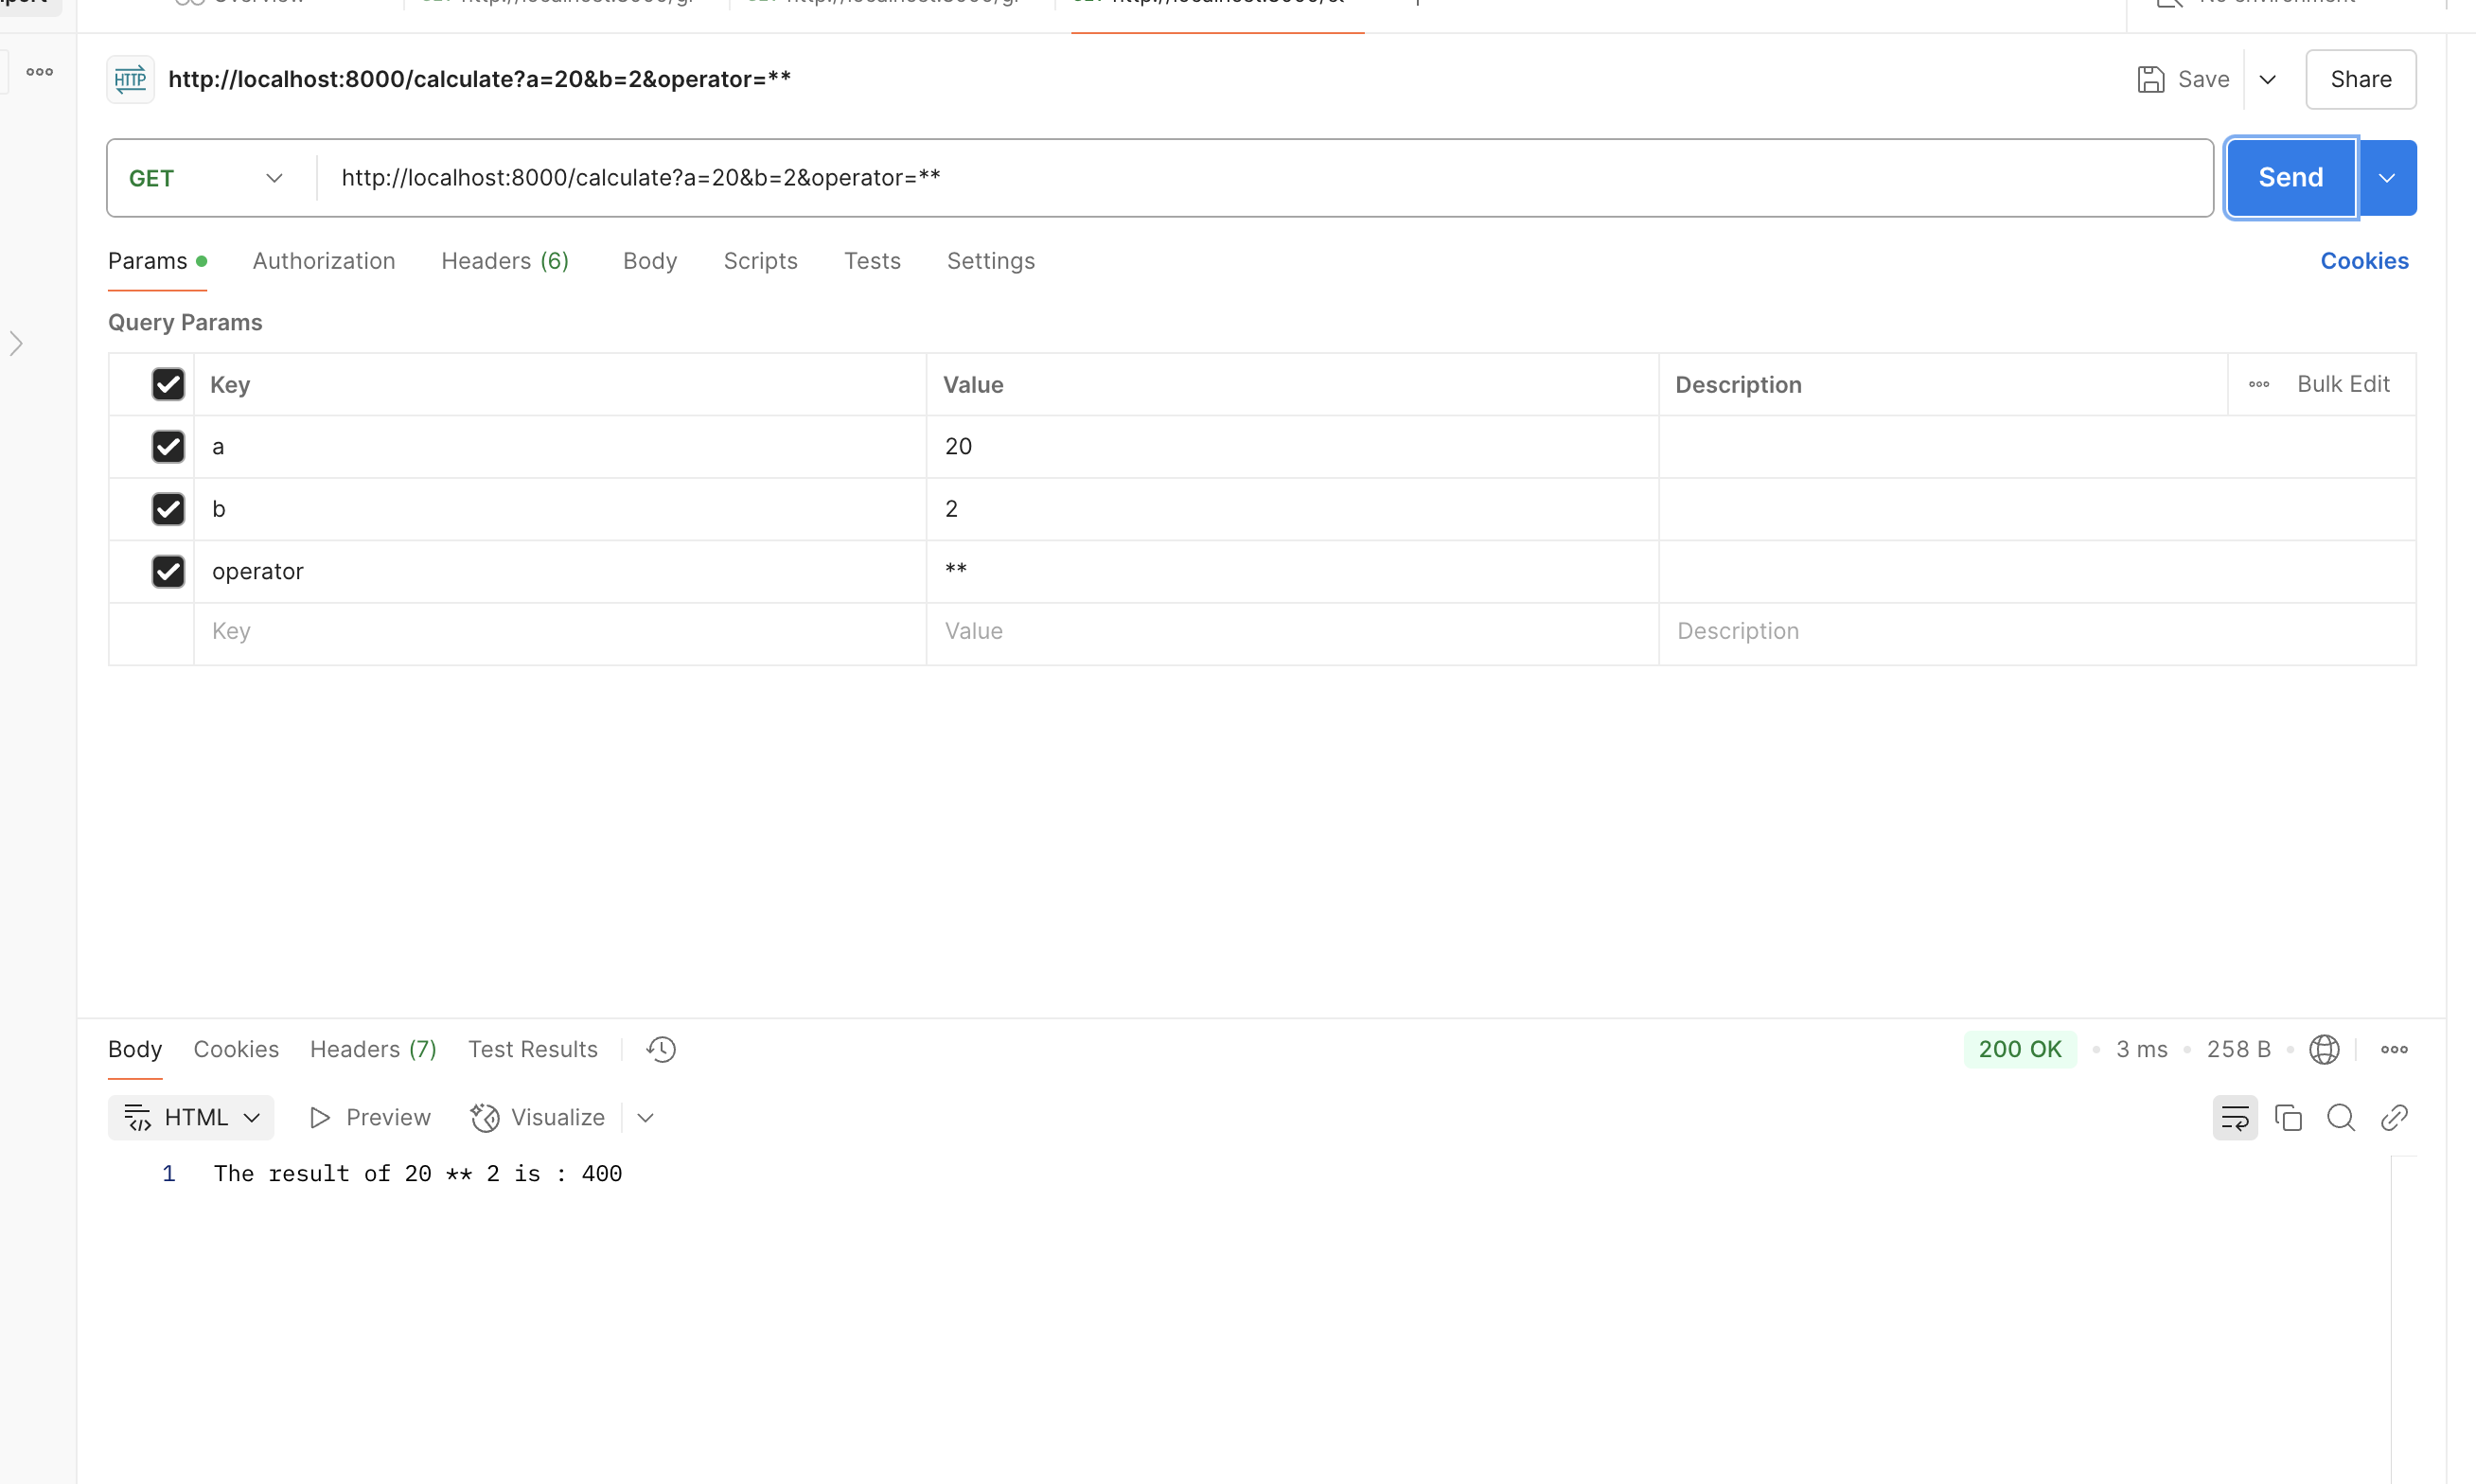 http://localhost:8000/calculate?a=20&b=2&operator=**
Save
Share
GET
http://localhost:8000/calculate?a=20&b=2&operator=**
Send
Params
Authorization
Headers (6)
Body
Scripts
Tests
Settings
Cookies
Query Params
Key
Value
Description
Bulk Edit
a
20
b
2
operator
**
Key
Value
Description
Body
Cookies
Headers (7)
Test Results
200 OK
3 ms
258 B
HTML
Preview
Visualize
1 The result of 20 ** 2 is : 400